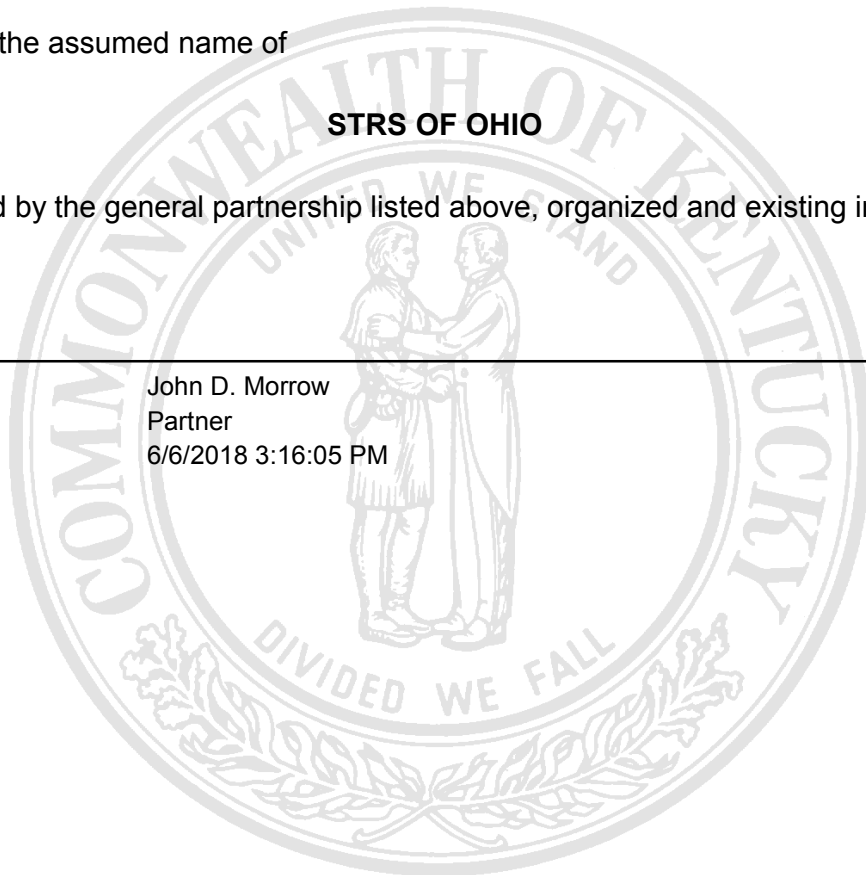 the assumed name of
STRS OF OHIO
by the general partnership listed above, organized and existing
John D. Morrow
Partner
6/6/2018 3:16:05 PM
COMMONWEALTH OF KENTUCKY
UNITED WE STAND
DIVIDED WE FALL